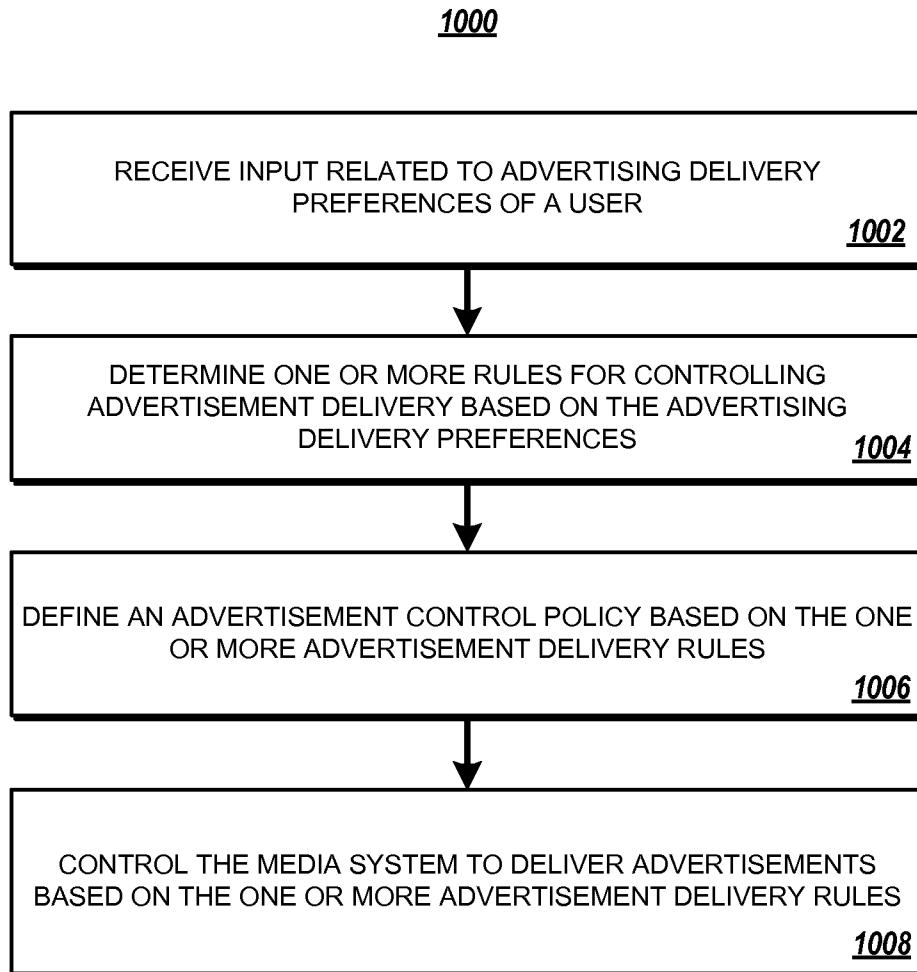 1000
RECEIVE INPUT RELATED TO ADVERTISING DELIVERY
PREFERENCES OF A USER
1002
DETERMINE ONE OR MORE RULES FOR CONTROLLING
ADVERTISEMENT DELIVERY BASED ON THE ADVERTISING
DELIVERY PREFERENCES
1004
DEFINE AN ADVERTISEMENT CONTROL POLICY BASED ON THE ONE
OR MORE ADVERTISEMENT DELIVERY RULES
1006
CONTROL THE MEDIA SYSTEM TO DELIVER ADVERTISEMENTS
BASED ON THE ONE OR MORE ADVERTISEMENT DELIVERY RULES
1008